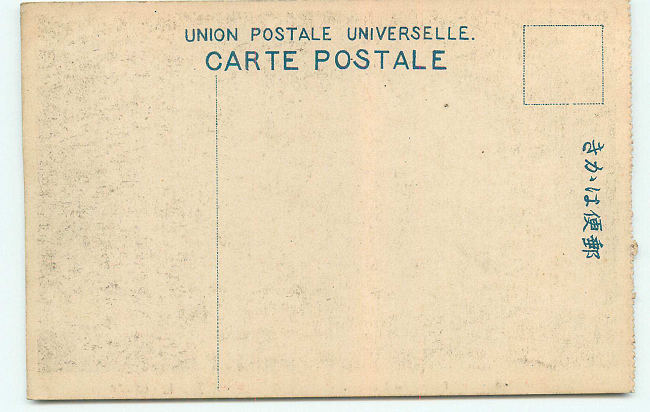 UNION POSTALE UNIVERSELLE.
CARTE POSTALE
郵便はがき